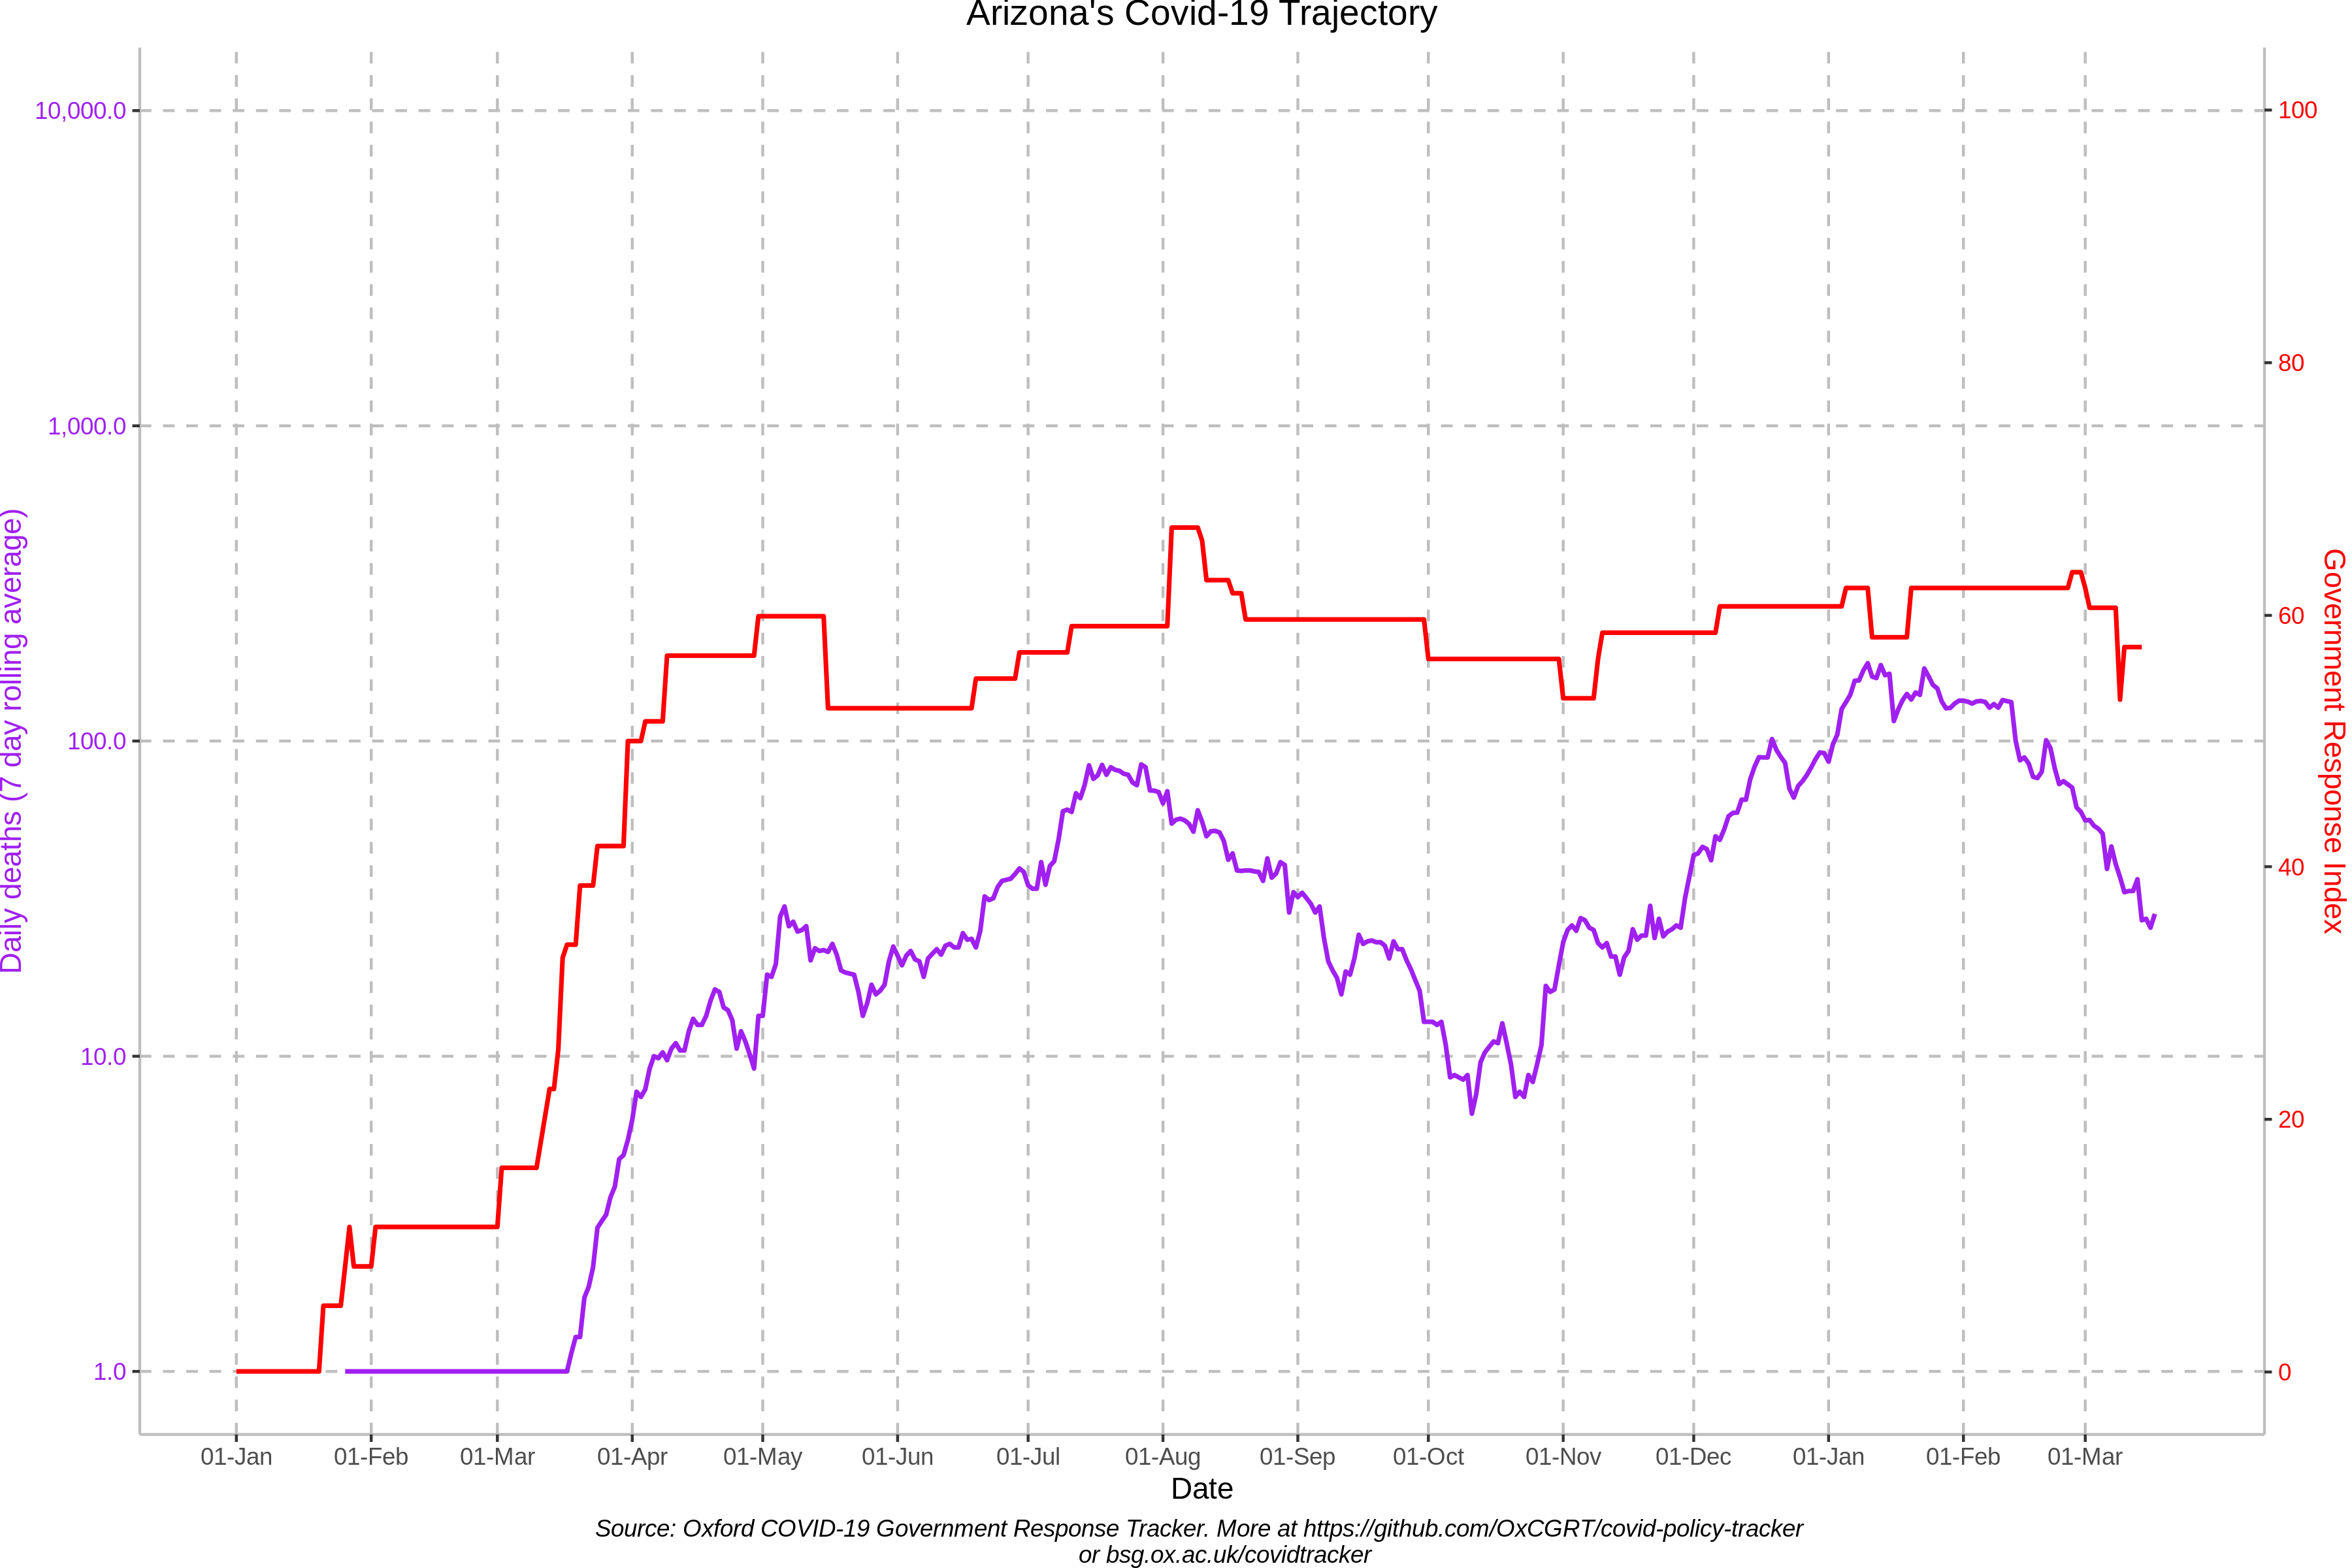 Arizona's Covid-19 Trajectory
10,000.0
1,000.0
100.0
10.0
1.0
Daily deaths (7 day rolling average)
100
80
60
40
20
0
Government Response Index
01-Jan 01-Feb 01-Mar 01-Apr 01-May 01-Jun 01-Jul 01-Aug 01-Sep 01-Oct 01-Nov 01-Dec 01-Jan 01-Feb 01-Mar
Date
Source: Oxford COVID-19 Government Response Tracker. More at https://github.com/OxCGRT/covid-policy-tracker
or bsg.ox.ac.uk/covidtracker